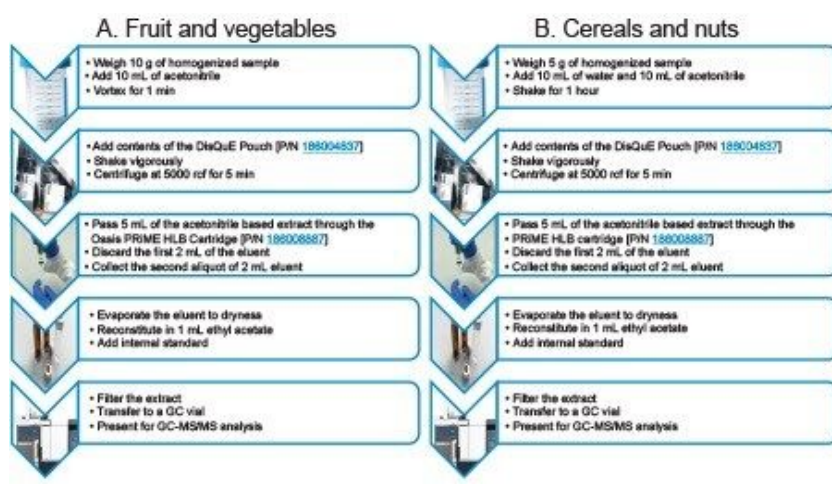 A. Fruit and vegetables
• Weigh 10 g of homogenized sample
• Add 10 mL of acetonitrile
• Vortex for 1 min
• Add contents of the DisQuE Pouch [P/N 186004837]
• Shake vigorously
• Centrifuge at 5000 rcf for 5 min
• Pass 5 mL of the acetonitrile based extract through the
Oasis PRiME HLB Cartridge [P/N 186008887]
• Discard the first 2 mL of the eluent
• Collect the second aliquot of 2 mL eluent
• Evaporate the eluent to dryness
• Reconstitute in 1 mL ethyl acetate
• Add internal standard
• Filter the extract
• Transfer to a GC vial
• Present for GC-MS/MS analysis
B. Cereals and nuts
• Weigh 5 g of homogenized sample
• Add 10 mL of water and 10 mL of acetonitrile
• Shake for 1 hour
• Add contents of the DisQuE Pouch [P/N 186004837]
• Shake vigorously
• Centrifuge at 5000 rcf for 5 min
• Pass 5 mL of the acetonitrile based extract through the
• PRiME HLB cartridge [P/N 186008887]
• Discard the first 2 mL of the eluent
• Collect the second aliquot of 2 mL eluent
• Evaporate the eluent to dryness
• Reconstitute in 1 mL ethyl acetate
• Add internal standard
• Filter the extract
• Transfer to a GC vial
• Present for GC-MS/MS analysis